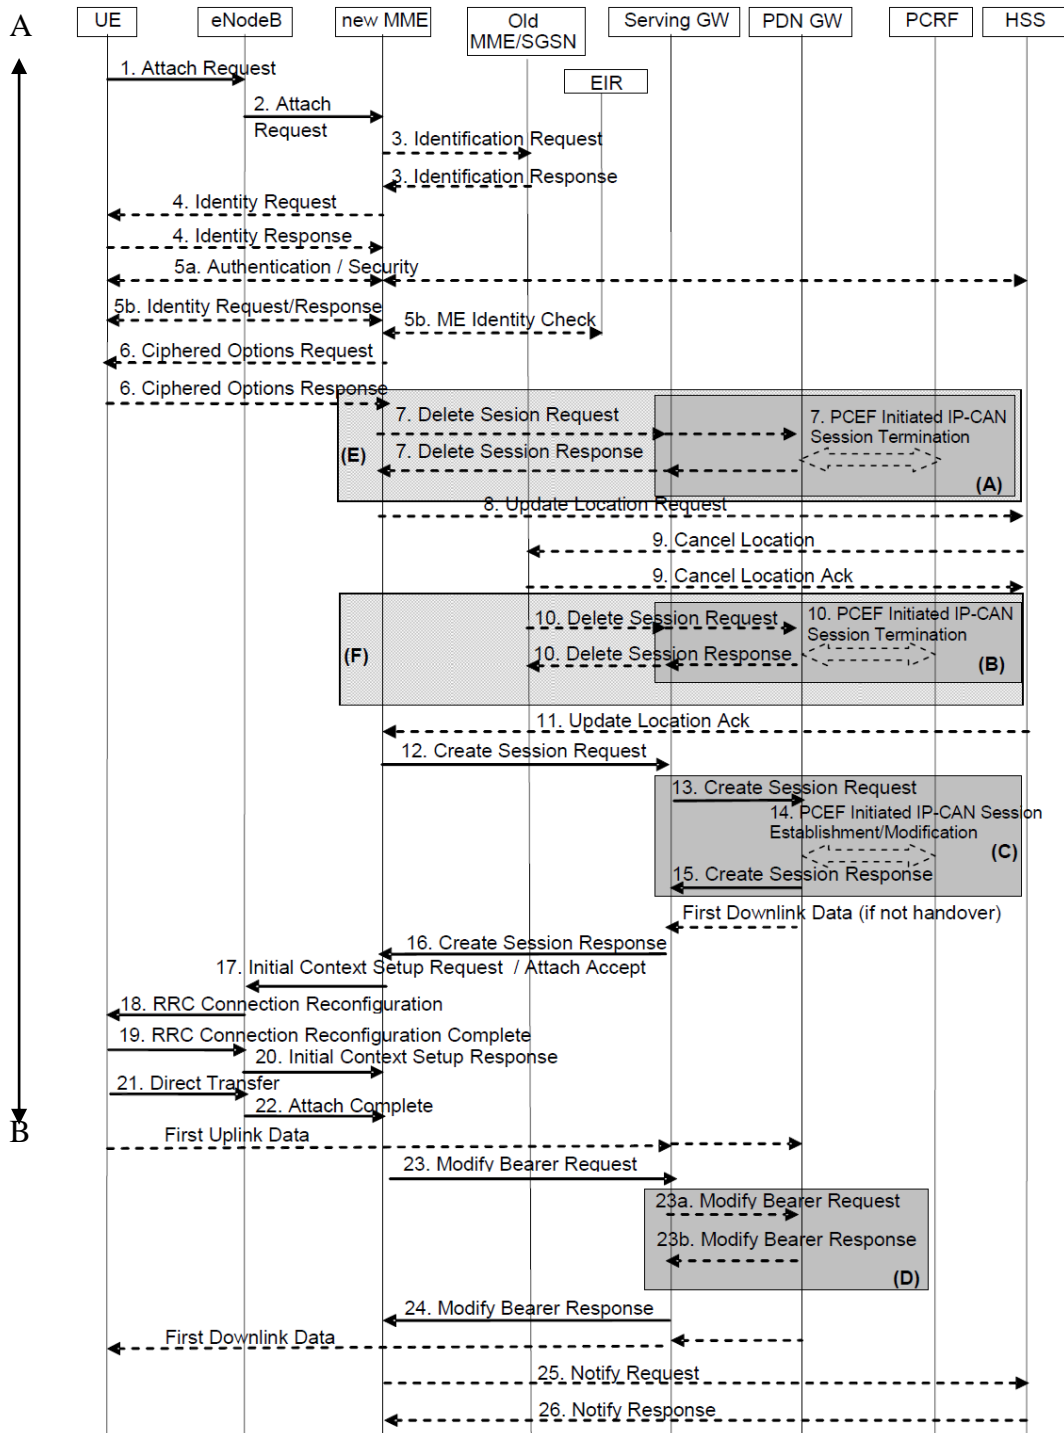 A
UE
eNodeB
new MME
Old
MME/SGSN
Serving GW
PDN GW
PCRF
HSS
EIR
1. Attach Request
2. Attach
Request
3. Identification Request
3. Identification Response
4. Identity Request
4. Identity Response
5a. Authentication / Security
5b. Identity Request/Response
5b. ME Identity Check
6. Ciphered Options Request
6. Ciphered Options Response
7. Delete Sesion Request
7. PCEF Initiated IP-CAN
Session Termination
(E)
7. Delete Session Response
(A)
8. Update Location Request
9. Cancel Location
9. Cancel Location Ack
10. Delete Session Request
10. PCEF Initiated IP-CAN
Session Termination
(F)
10. Delete Session Response
(B)
11. Update Location Ack
12. Create Session Request
13. Create Session Request
14. PCEF Initiated IP-CAN Session
Establishment/Modification
(C)
15. Create Session Response
First Downlink Data (if not handover)
16. Create Session Response
17. Initial Context Setup Request / Attach Accept
18. RRC Connection Reconfiguration
19. RRC Connection Reconfiguration Complete
20. Initial Context Setup Response
21. Direct Transfer
22. Attach Complete
B
First Uplink Data
23. Modify Bearer Request
23a. Modify Bearer Request
23b. Modify Bearer Response
(D)
24. Modify Bearer Response
First Downlink Data
25. Notify Request
26. Notify Response